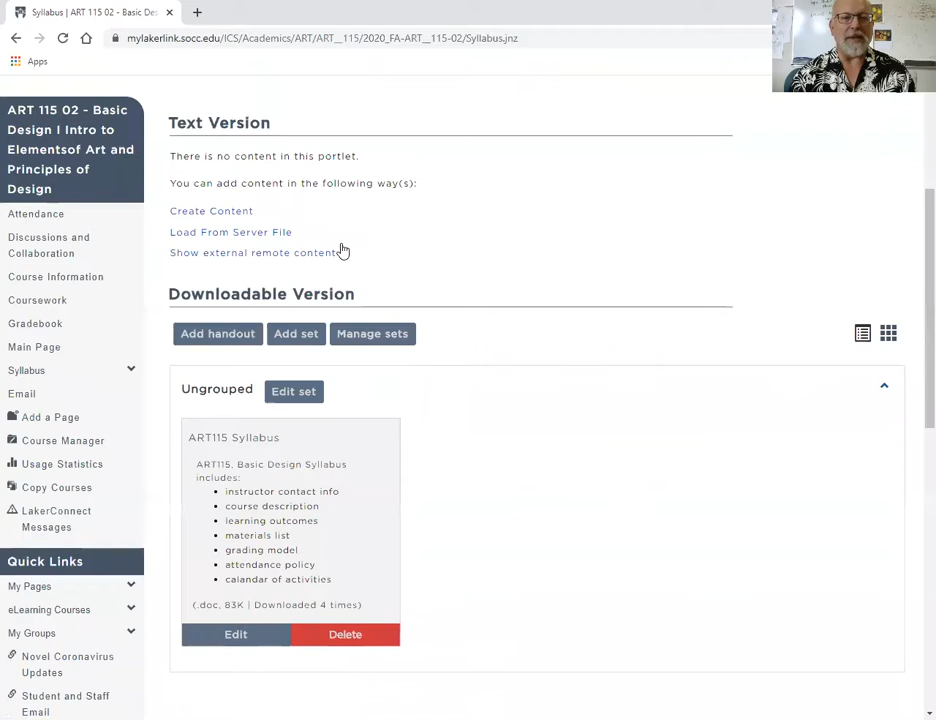 Syllabus | ART 115 02 - Basic Des
mylakerlink.socc.edu/ICS/Academics/ART/ART__115/2020_FA-ART__115-02/Syllabus.jnz
Apps
ART 115 02 - Basic
Design I Intro to
Elementsof Art and
Principles of
Design
Attendance
Discussions and
Collaboration
Course Information
Coursework
Gradebook
Main Page
Syllabus
Email
Add a Page
Course Manager
Usage Statistics
Copy Courses
LakerConnect
Messages
Quick Links
My Pages
eLearning Courses
My Groups
Novel Coronavirus
Updates
Student and Staff
Email
Text Version
There is no content in this portlet.
You can add content in the following way(s):
Create Content
Load From Server File
Show external remote content
Downloadable Version
Add handout Add set Manage sets
Ungrouped Edit set
ART115 Syllabus
ART115, Basic Design Syllabus
includes:
• instructor contact info
• course description
• learning outcomes
• materials list
• grading model
• attendance policy
• calandar of activities
(.doc, 83K | Downloaded 4 times)
Edit Delete